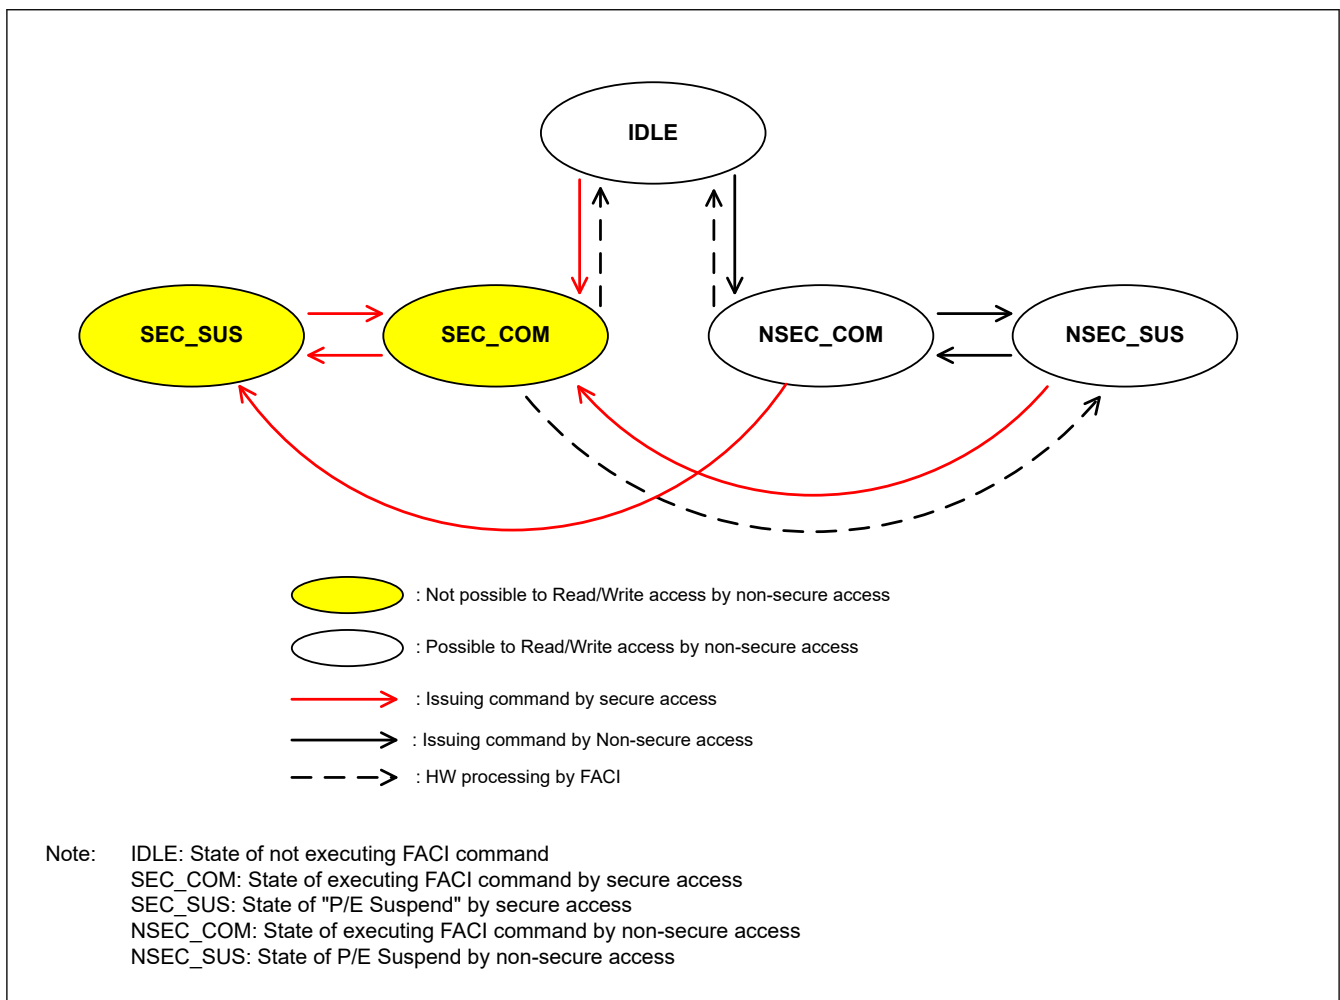 IDLE
SEC_SUS
SEC_COM
NSEC_COM
NSEC_SUS
: Not possible to Read/Write access by non-secure access
: Possible to Read/Write access by non-secure access
: Issuing command by secure access
: Issuing command by Non-secure access
: HW processing by FACI
Note: IDLE: State of not executing FACI command
SEC_COM: State of executing FACI command by secure access
SEC_SUS: State of "P/E Suspend" by secure access
NSEC_COM: State of executing FACI command by non-secure access
NSEC_SUS: State of P/E Suspend by non-secure access